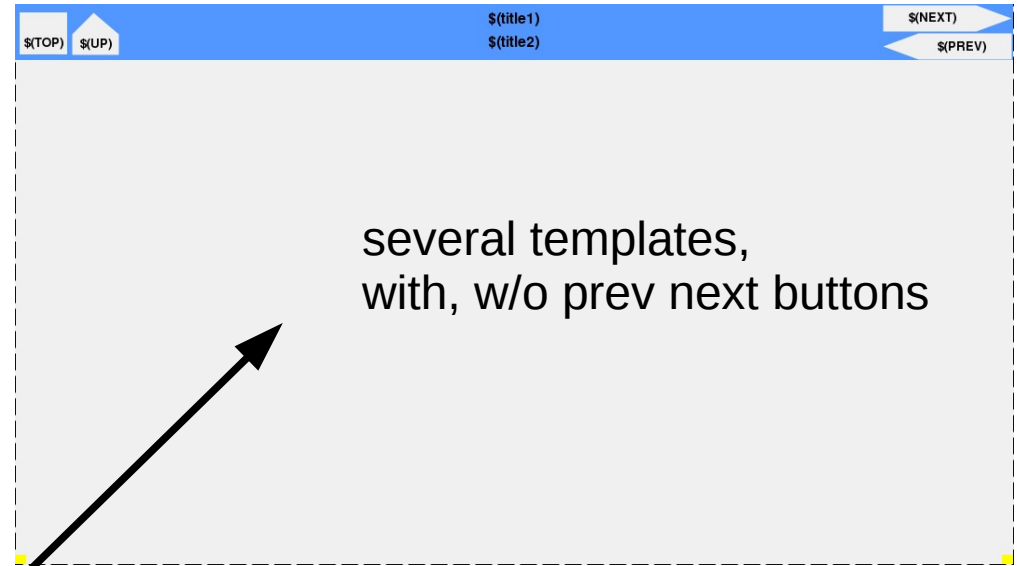 $(title1)
$(NEXT)
$(TOP)
$(UP)
$(title2)
$(PREV)
several templates,
with, w/o prev next buttons